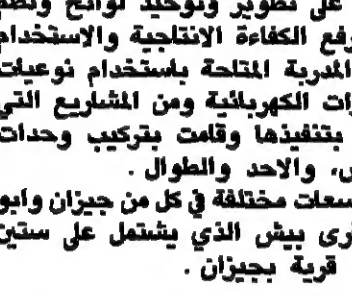 على تطوير وتوحيد لوائح ونظم
رفع الكفاءة الانتاجية والاستخدام
المدربة المتاحة باستخدام نوعيات
رات الكهربائية ومن المشاريع التي
بتنفيذها وقامت بتركيب وحدات
والاحد والطوال .
سعات مختلفة في كل من جيزان وابو
رى بيش الذي يشتمل على ستين
قرية بجيزان .